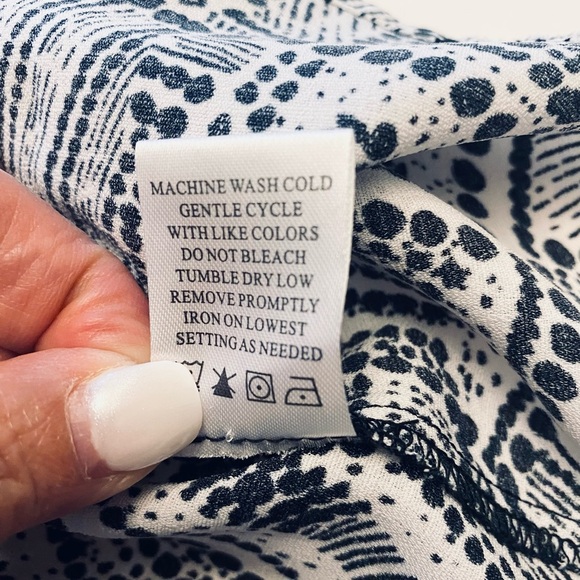 MACHINE WASH COLD
GENTLE CYCLE
WITH LIKE COLORS
DO NOT BLEACH
TUMBLE DRY LOW
REMOVE PROMPTLY
IRON ON LOWEST
SETTING AS NEEDED